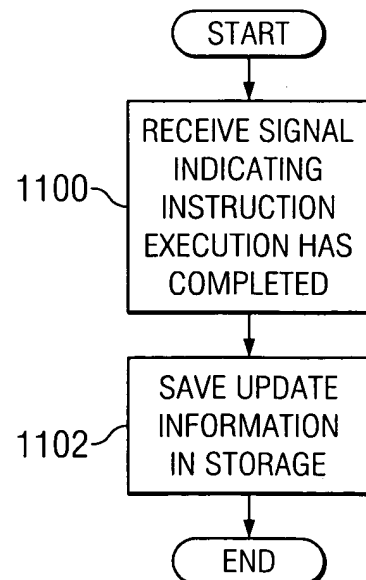 START
1100
RECEIVE SIGNAL
INDICATING
INSTRUCTION
EXECUTION HAS
COMPLETED
1102
SAVE UPDATE
INFORMATION
IN STORAGE
END